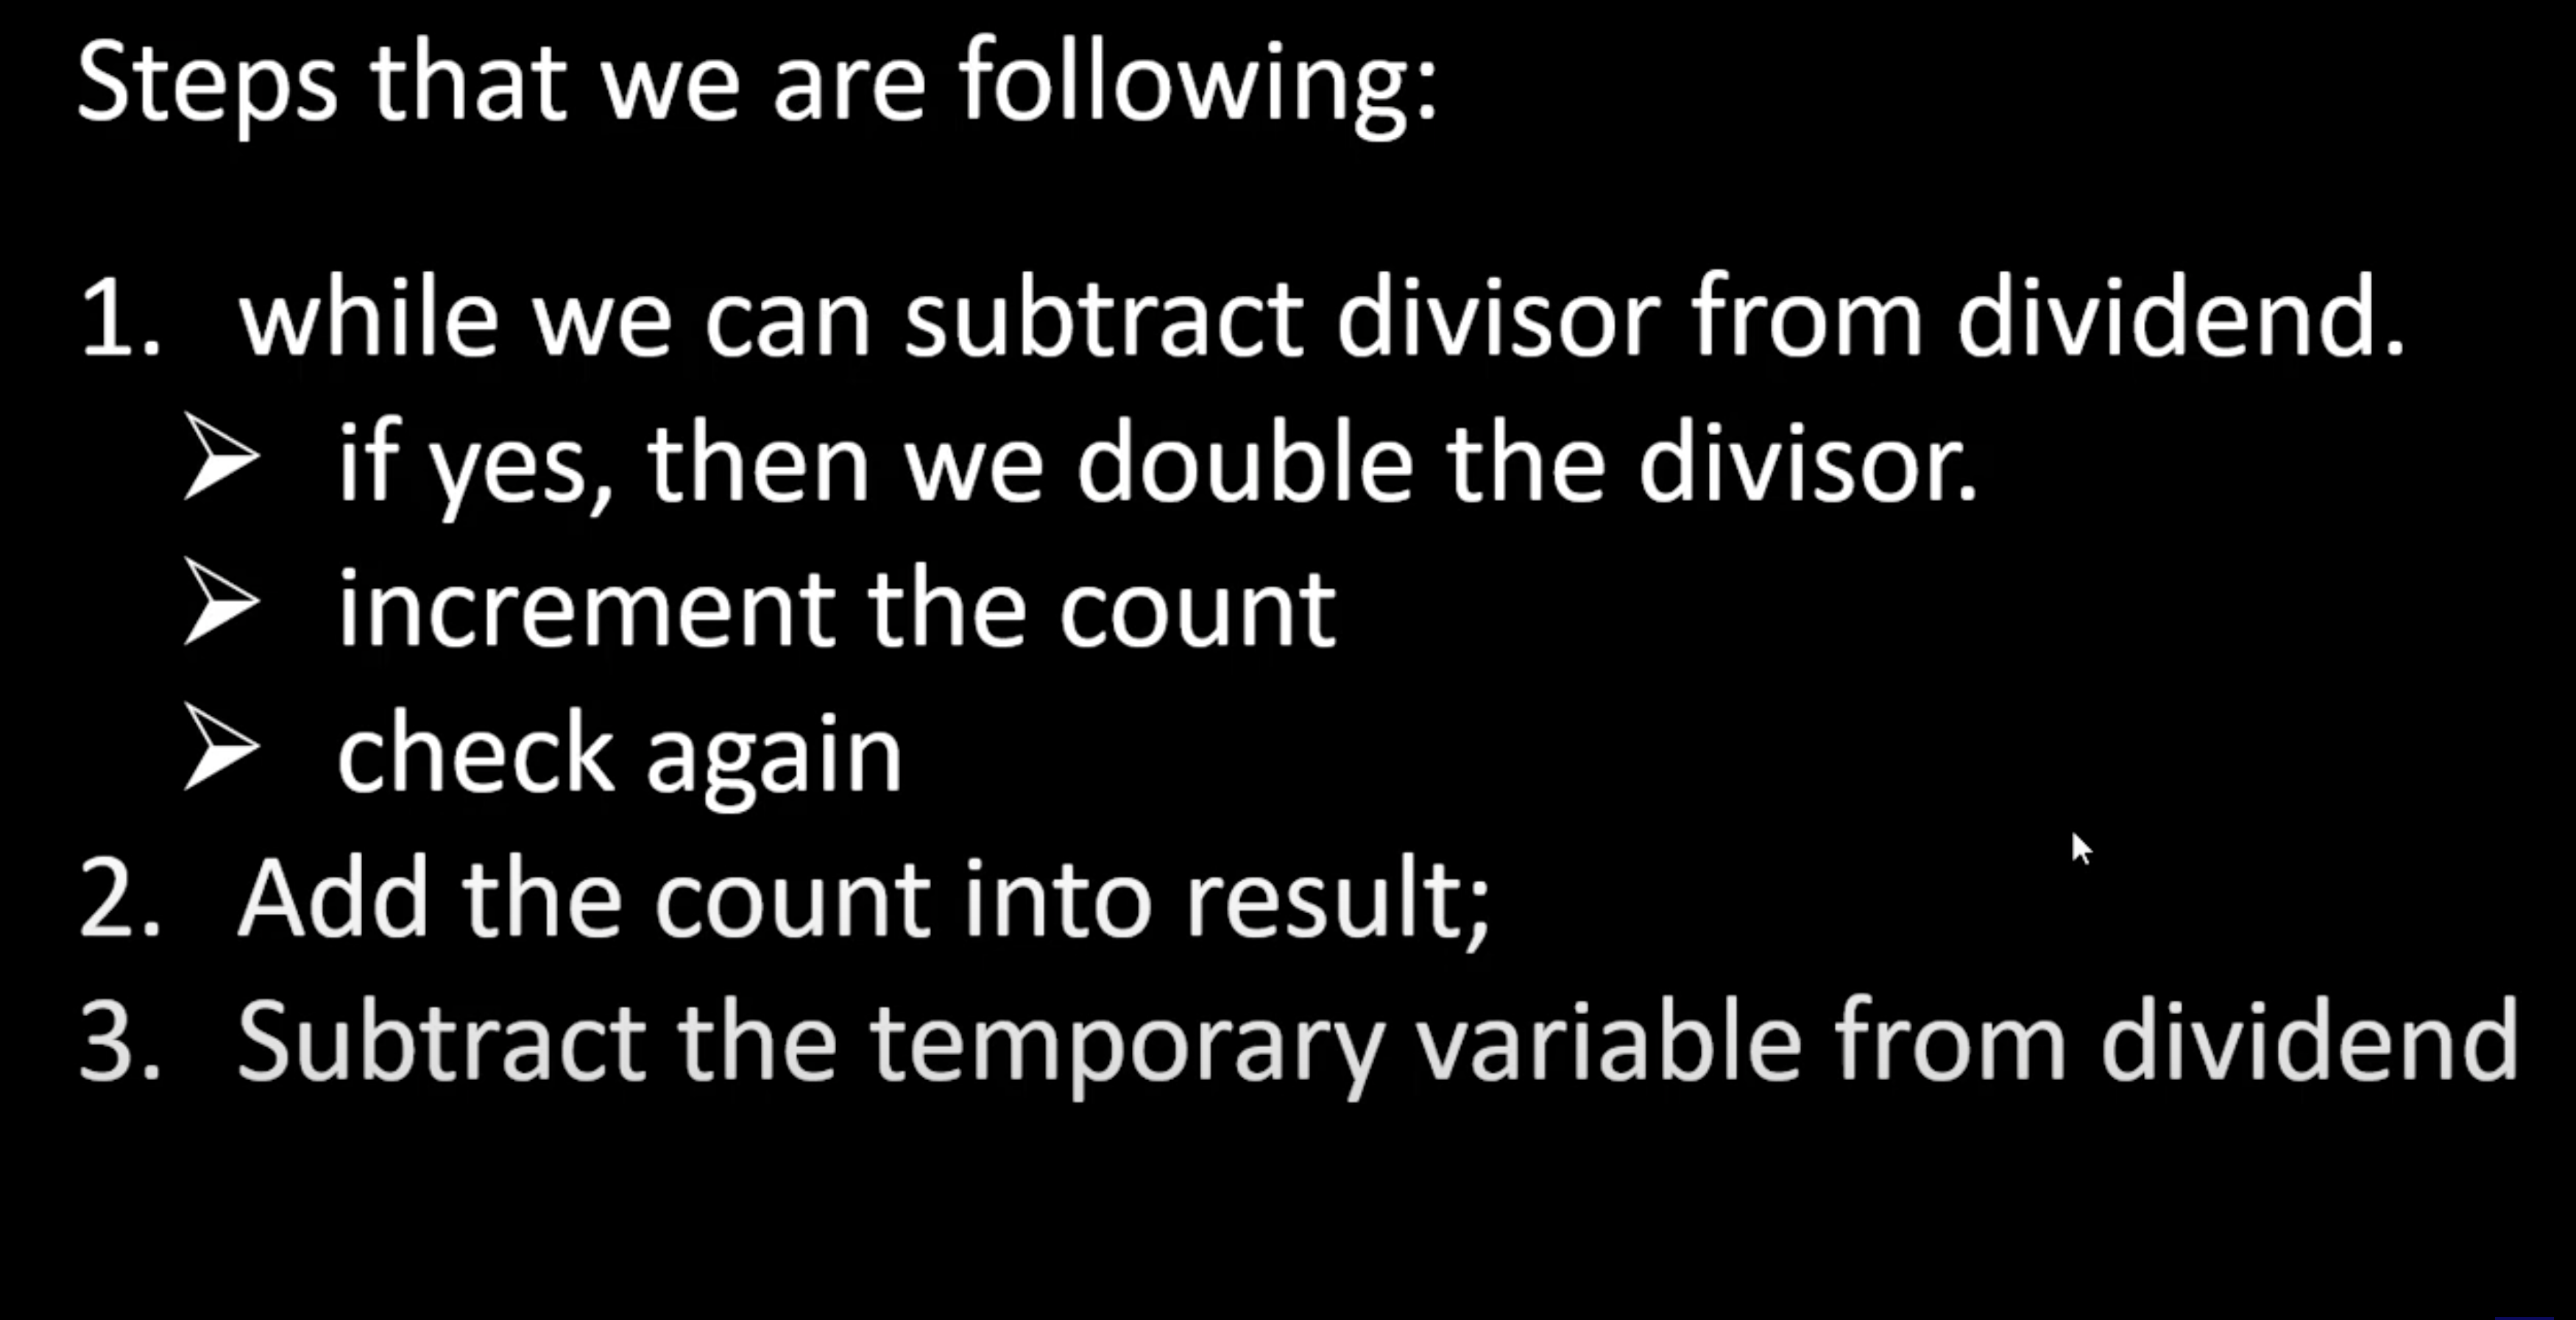 Steps that we are following:
1. while we can subtract divisor from dividend.
➢ if yes, then we double the divisor.
➢ increment the count
➢ check again
2. Add the count into result;
3. Subtract the temporary variable from dividend